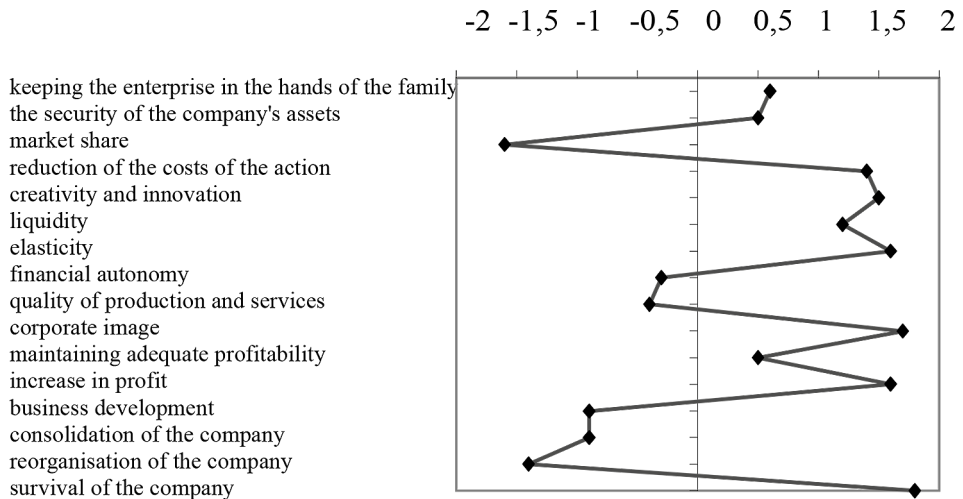 -2 -1,5 -1 -0,5 0 0,5 1 1,5 2
keeping the enterprise in the hands of the family
the security of the company's assets
market share
reduction of the costs of the action
creativity and innovation
liquidity
elasticity
financial autonomy
quality of production and services
corporate image
maintaining adequate profitability
increase in profit
business development
consolidation of the company
reorganisation of the company
survival of the company